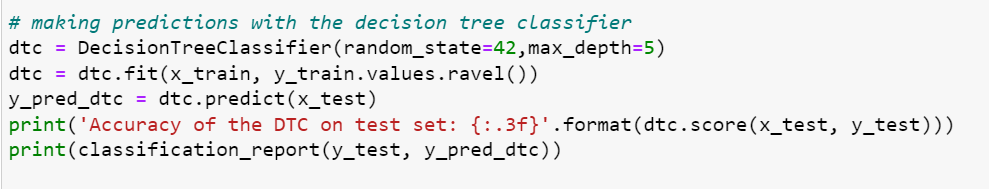 # making predictions with the decision tree classifier
dtc = DecisionTreeClassifier(random_state=42,max_depth=5)
dtc = dtc.fit(x_train, y_train.values.ravel())
y_pred_dtc = dtc.predict(x_test)
print('Accuracy of the DTC on test set: {:.3f}'.format(dtc.score(x_test, y_test)))
print(classification_report(y_test, y_pred_dtc))